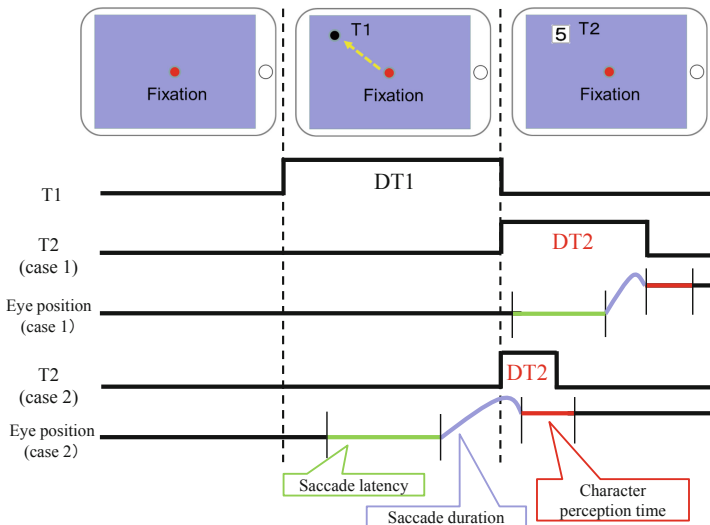 Fixation
T1
Fixation
5 T2
Fixation
T1
DT1
T2
(case 1)
DT2
Eye position
(case 1)
T2
(case 2)
DT2
Eye position
(case 2)
Saccade latency
Saccade duration
Character
perception time